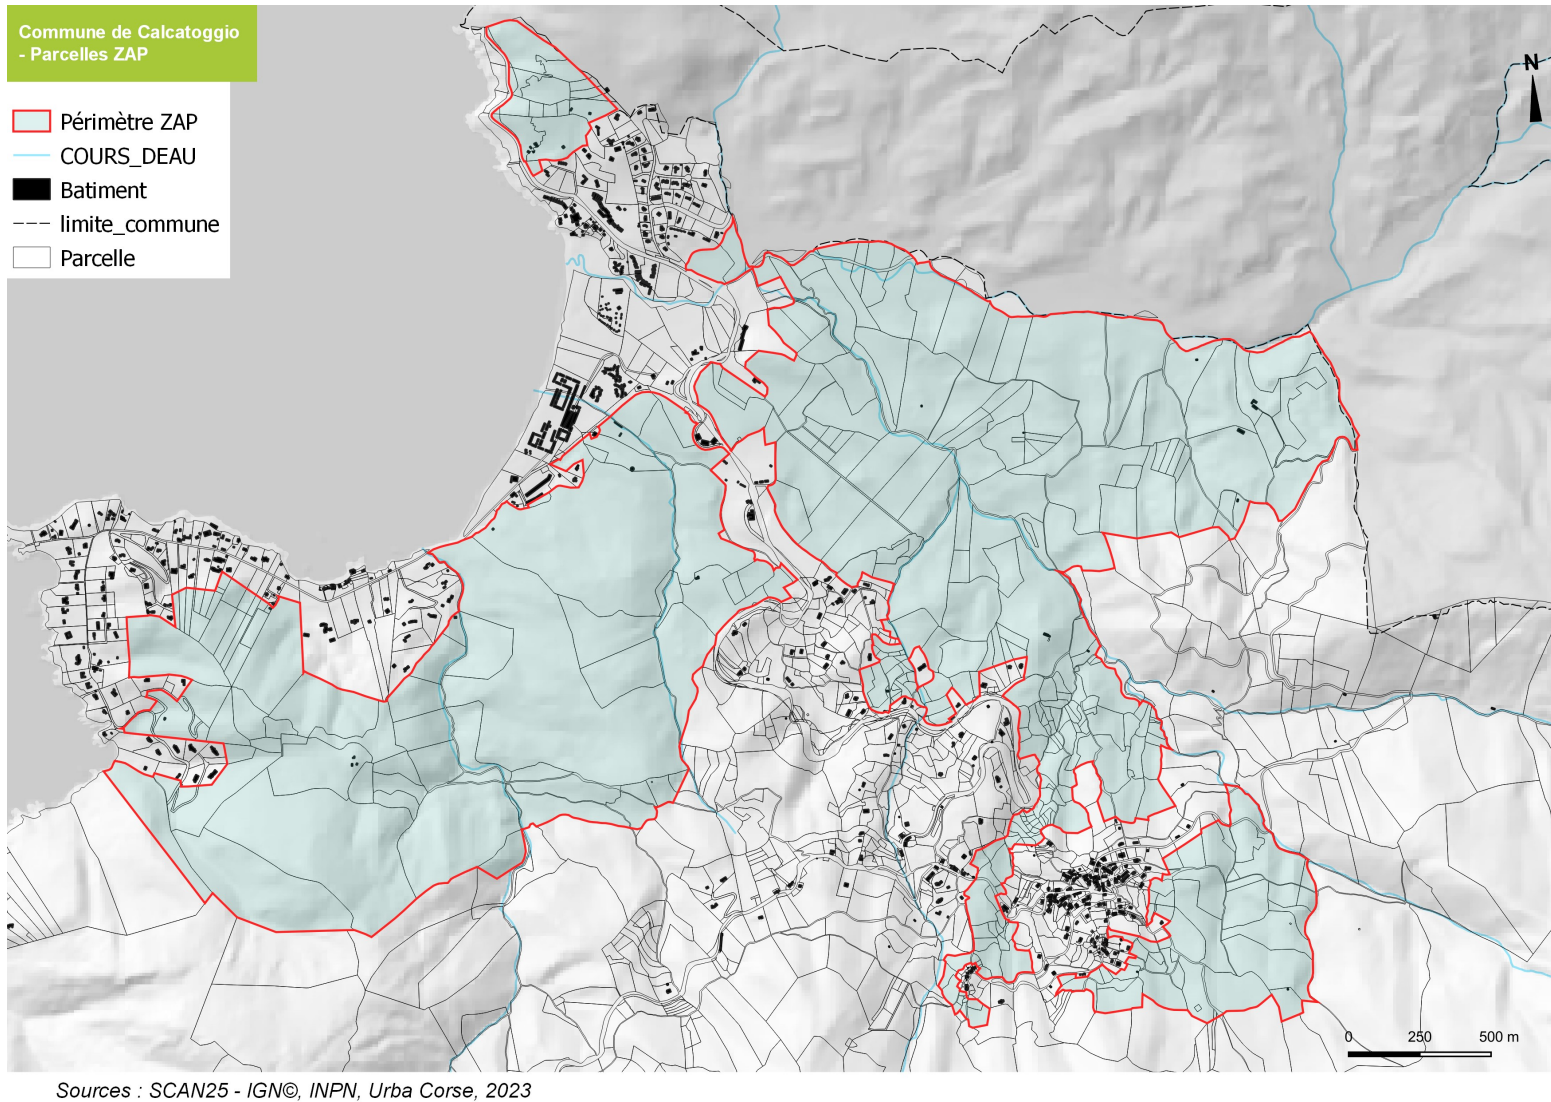 Commune de Calcatoggio
- Parcelles ZAP
Périmètre ZAP
COURS_DEAU
Batiment
limite_commune
Parcelle
N
0 250 500 m
Sources : SCAN25 - IGN©, INPN, Urba Corse, 2023